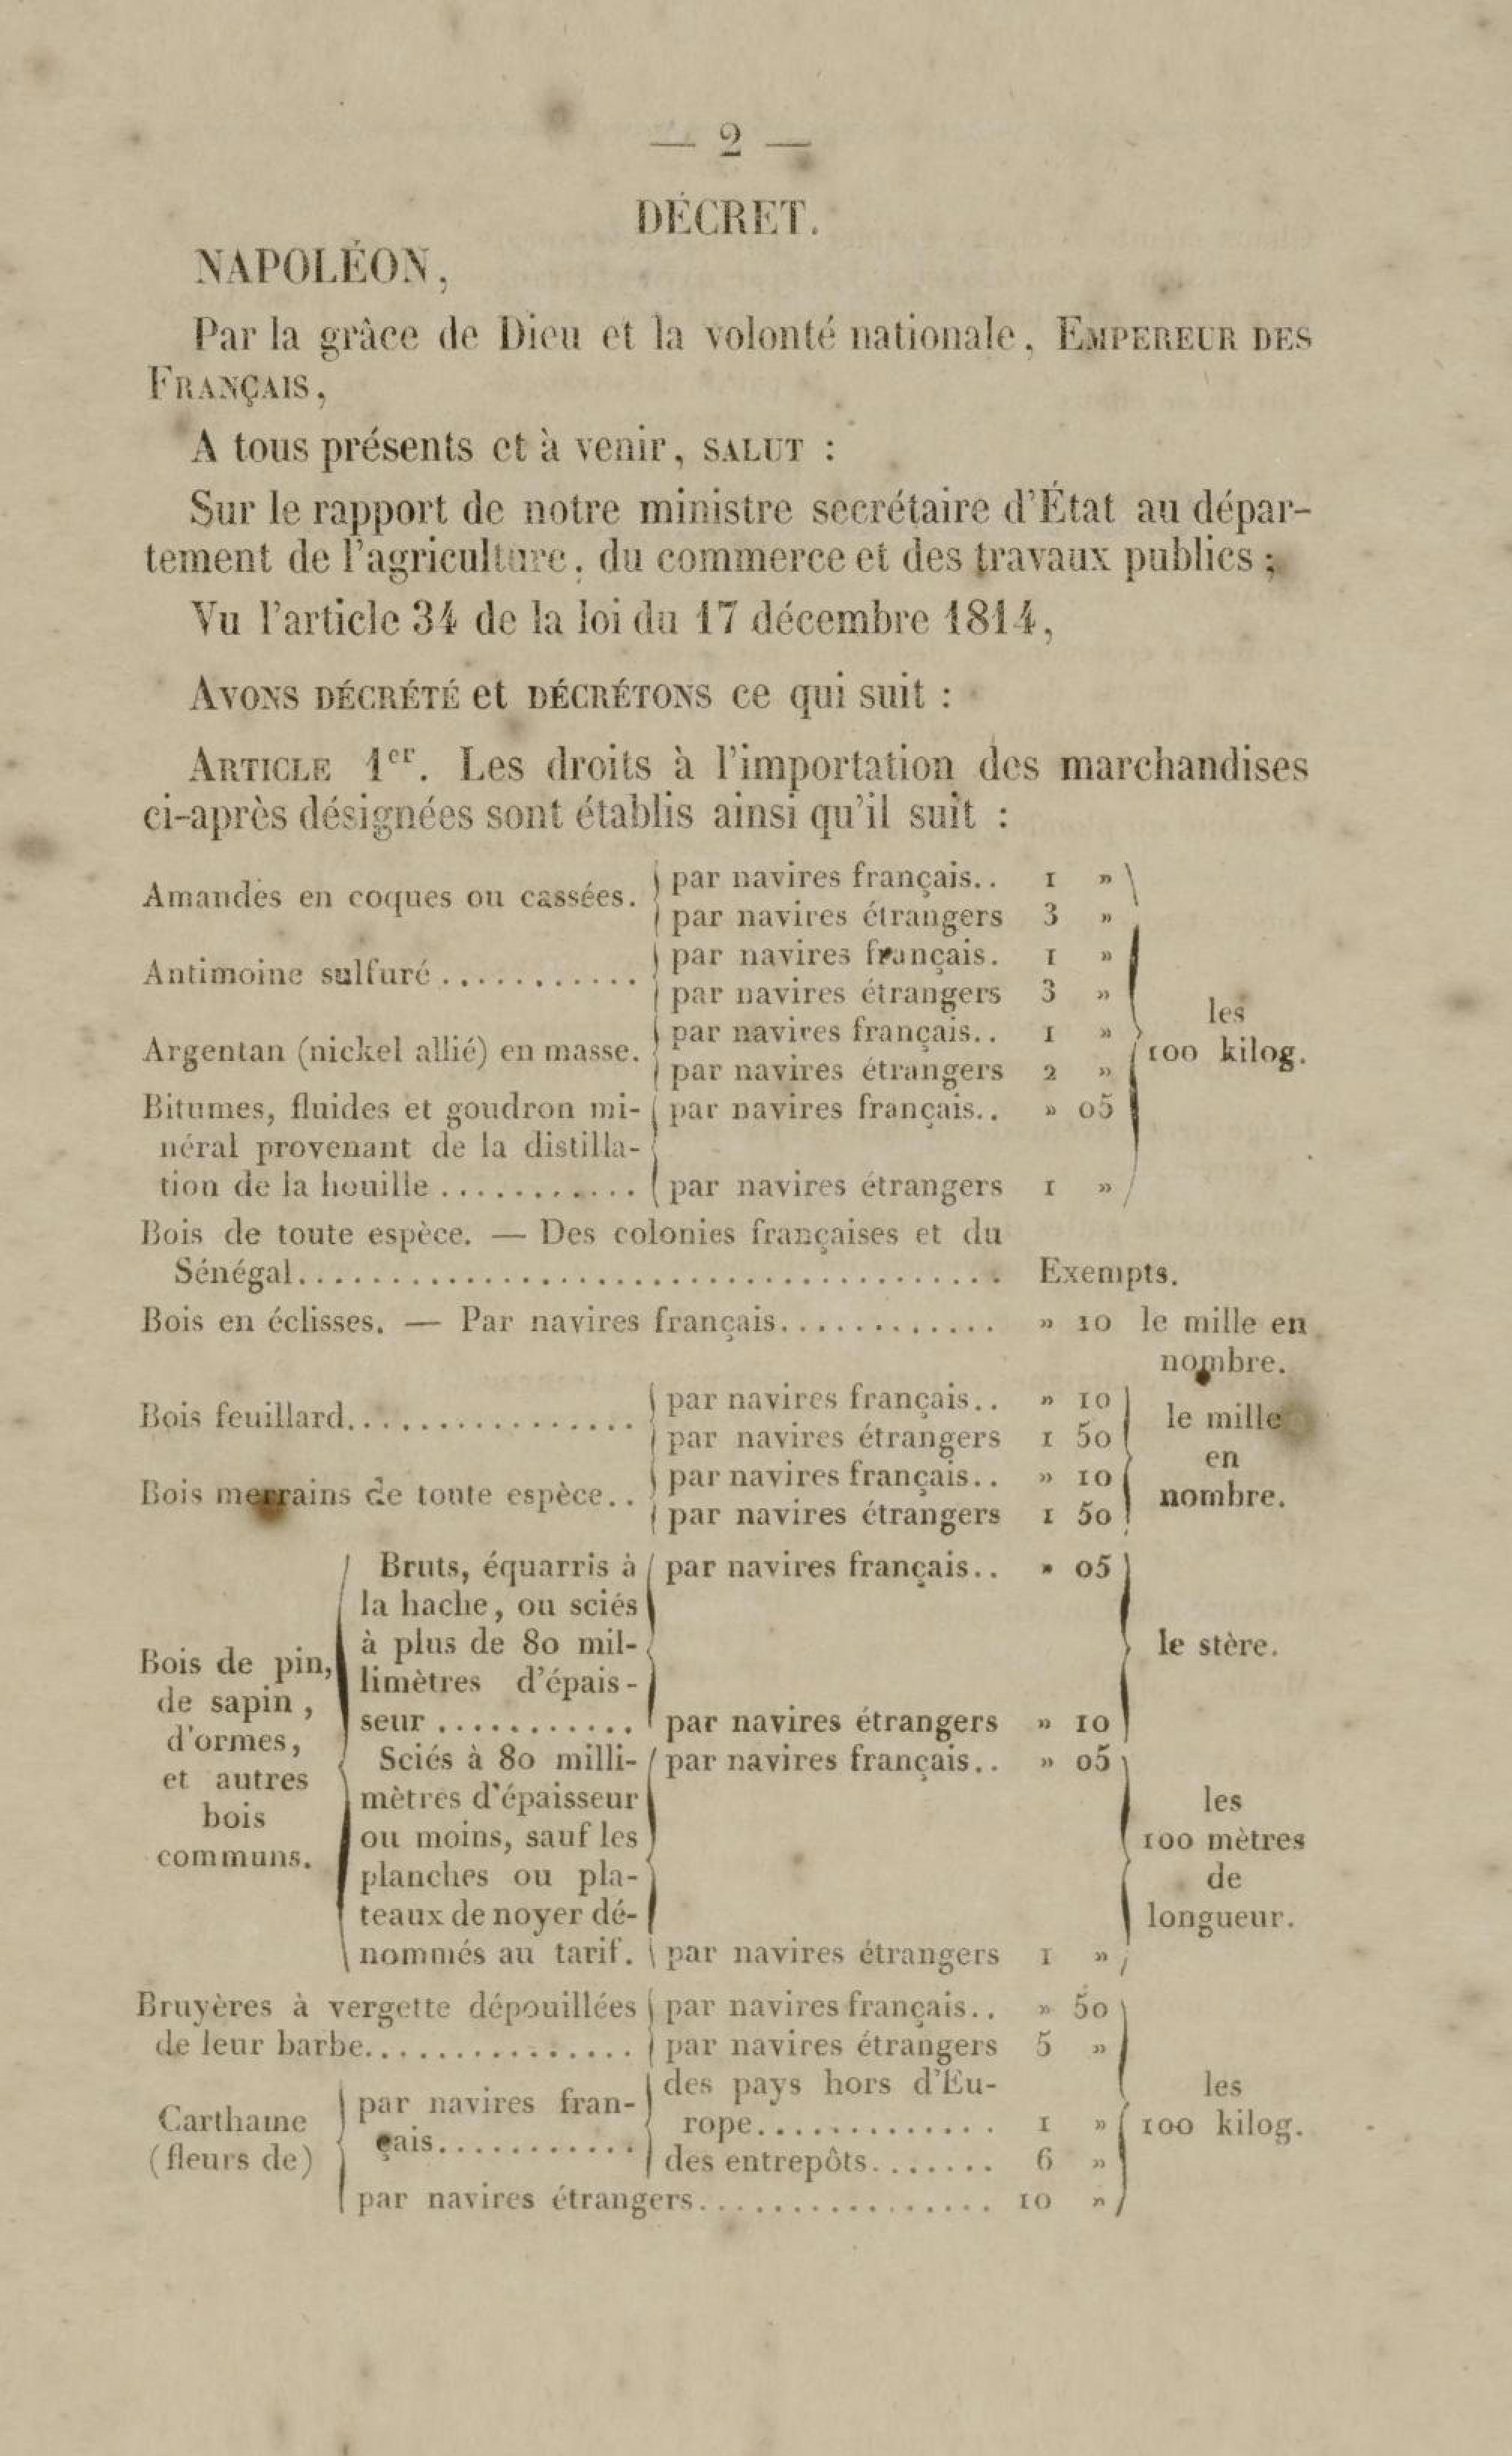 — 2 —
DÉCRET.
NAPOLÉON,
Par la grâce de Dieu et la volonté nationale, EMPEREUR DES
FRANÇAIS,
A tous présents et à venir, SALUT :
Sur le rapport de notre ministre secrétaire d'État au dépar-
tement de l'agriculture, du commerce et des travaux publics ;
Vu l'article 34 de la loi du 17 décembre 1814,
AVONS DÉCRÉTÉ et DÉCRÉTONS ce qui suit :
ARTICLE 1er. Les droits à l'importation des marchandises
ci-après désignées sont établis ainsi qu'il suit :
Amandes en coques ou cassées. par navires français.. 1 »
par navires étrangers 3 »
Antimoine sulfuré ............ par navires français. 1 »
par navires étrangers 3 »
Argentan (nickel allié) en masse. par navires français.. 1 »
par navires étrangers 2 »
les
100 kilog.
Bitumes, fluides et goudron mi- par navires français.. » 05
néral provenant de la distilla-
tion de la houille ............ par navires étrangers 1 »
Bois de toute espèce. — Des colonies françaises et du
Sénégal...................................... Exempts.
Bois en éclisses. — Par navires français............ » 10 le mille en
nombre.
Bois feuillard............... par navires français.. » 10
par navires étrangers 1 50
Bois merrains de toute espèce.. par navires français.. » 10
par navires étrangers 1 50
le mille
en
nombre.
Bois de pin,
de sapin,
d'ormes,
et autres
bois
communs.
Bruts, équarris à par navires français.. » 05
la hache, ou sciés
à plus de 80 mil-
limètres d'épais-
seur ........... par navires étrangers » 10
le stère.
Sciés à 80 milli- par navires français.. » 05
mètres d'épaisseur
ou moins, sauf les
planches ou pla-
teaux de noyer dé-
nommés au tarif. par navires étrangers 1 »
les
100 mètres
de
longueur.
Bruyères à vergette dépouillées par navires français.. » 50
de leur barbe............... par navires étrangers 5 »
Carthame
(fleurs de)
par navires fran-
çais...........
des pays hors d'Eu-
rope............. 1 »
des entrepôts....... 6 »
par navires étrangers................ 10 »
les
100 kilog.